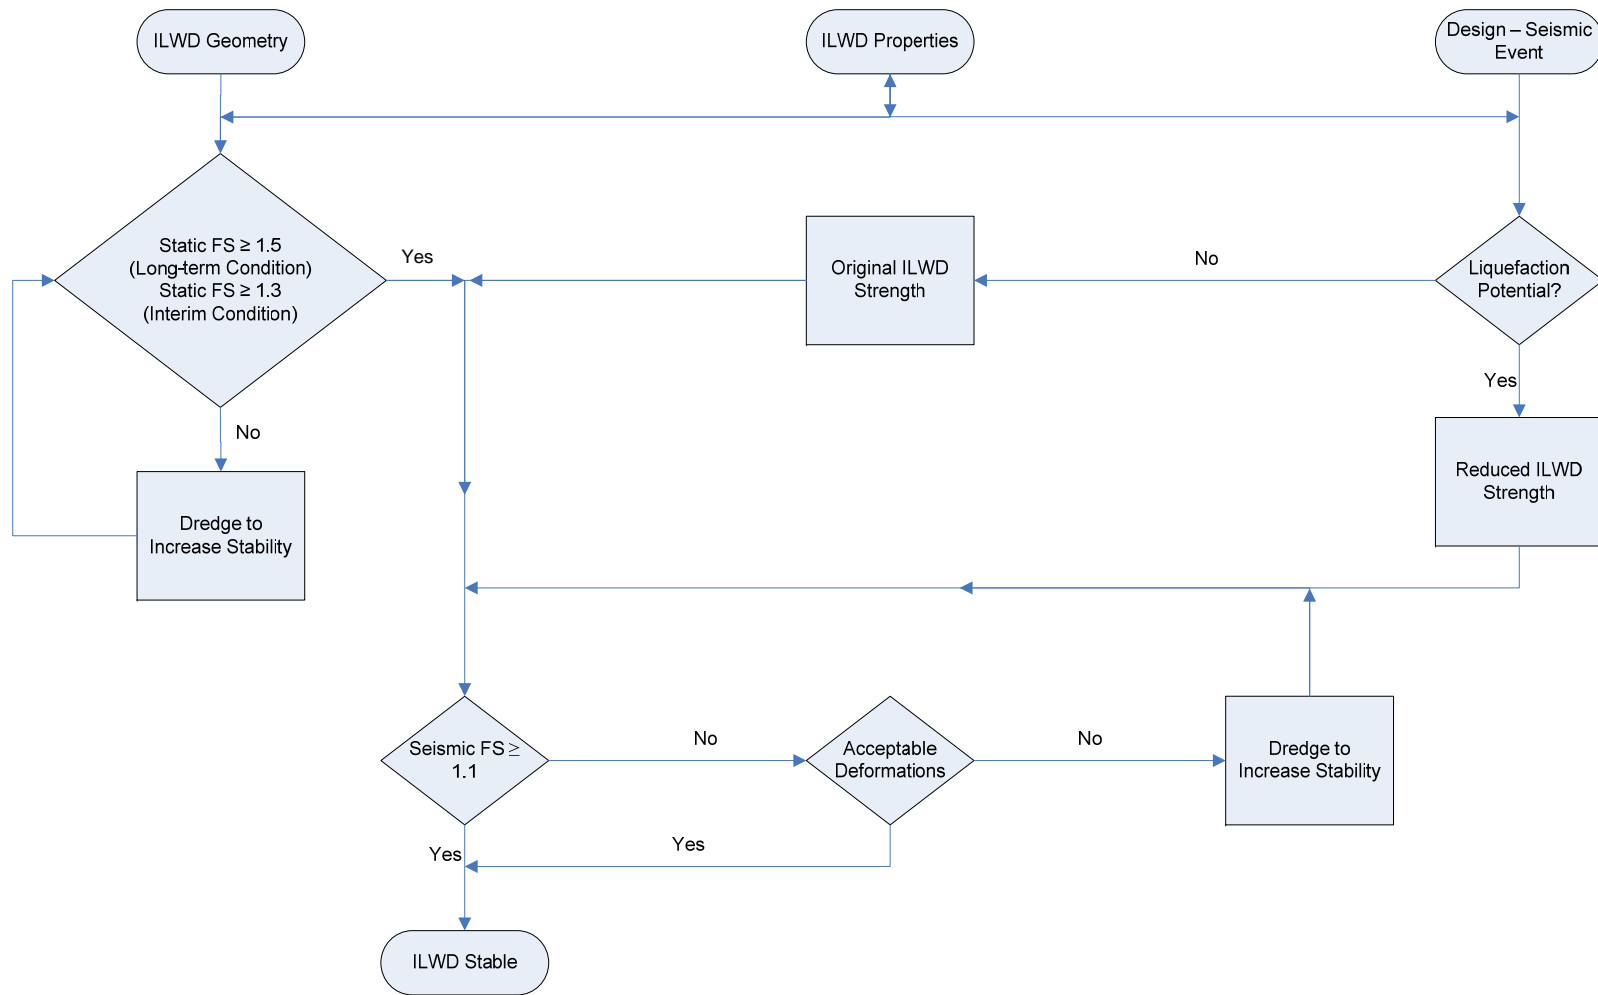 ILWD Geometry
ILWD Properties
Design – Seismic
Event
Static FS ≥ 1.5
(Long-term Condition)
Static FS ≥ 1.3
(Interim Condition)
Yes
Original ILWD
Strength
No
Liquefaction
Potential?
Yes
No
Reduced ILWD
Strength
Dredge to
Increase Stability
Seismic FS ≥
1.1
No
Acceptable
Deformations
No
Dredge to
Increase Stability
Yes
Yes
ILWD Stable